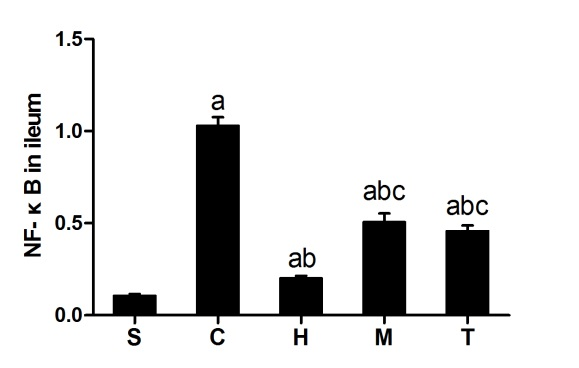 1.5
1.0
0.5
0.0
NF- κ B in ileum
a
ab
abc
abc
S C H M T